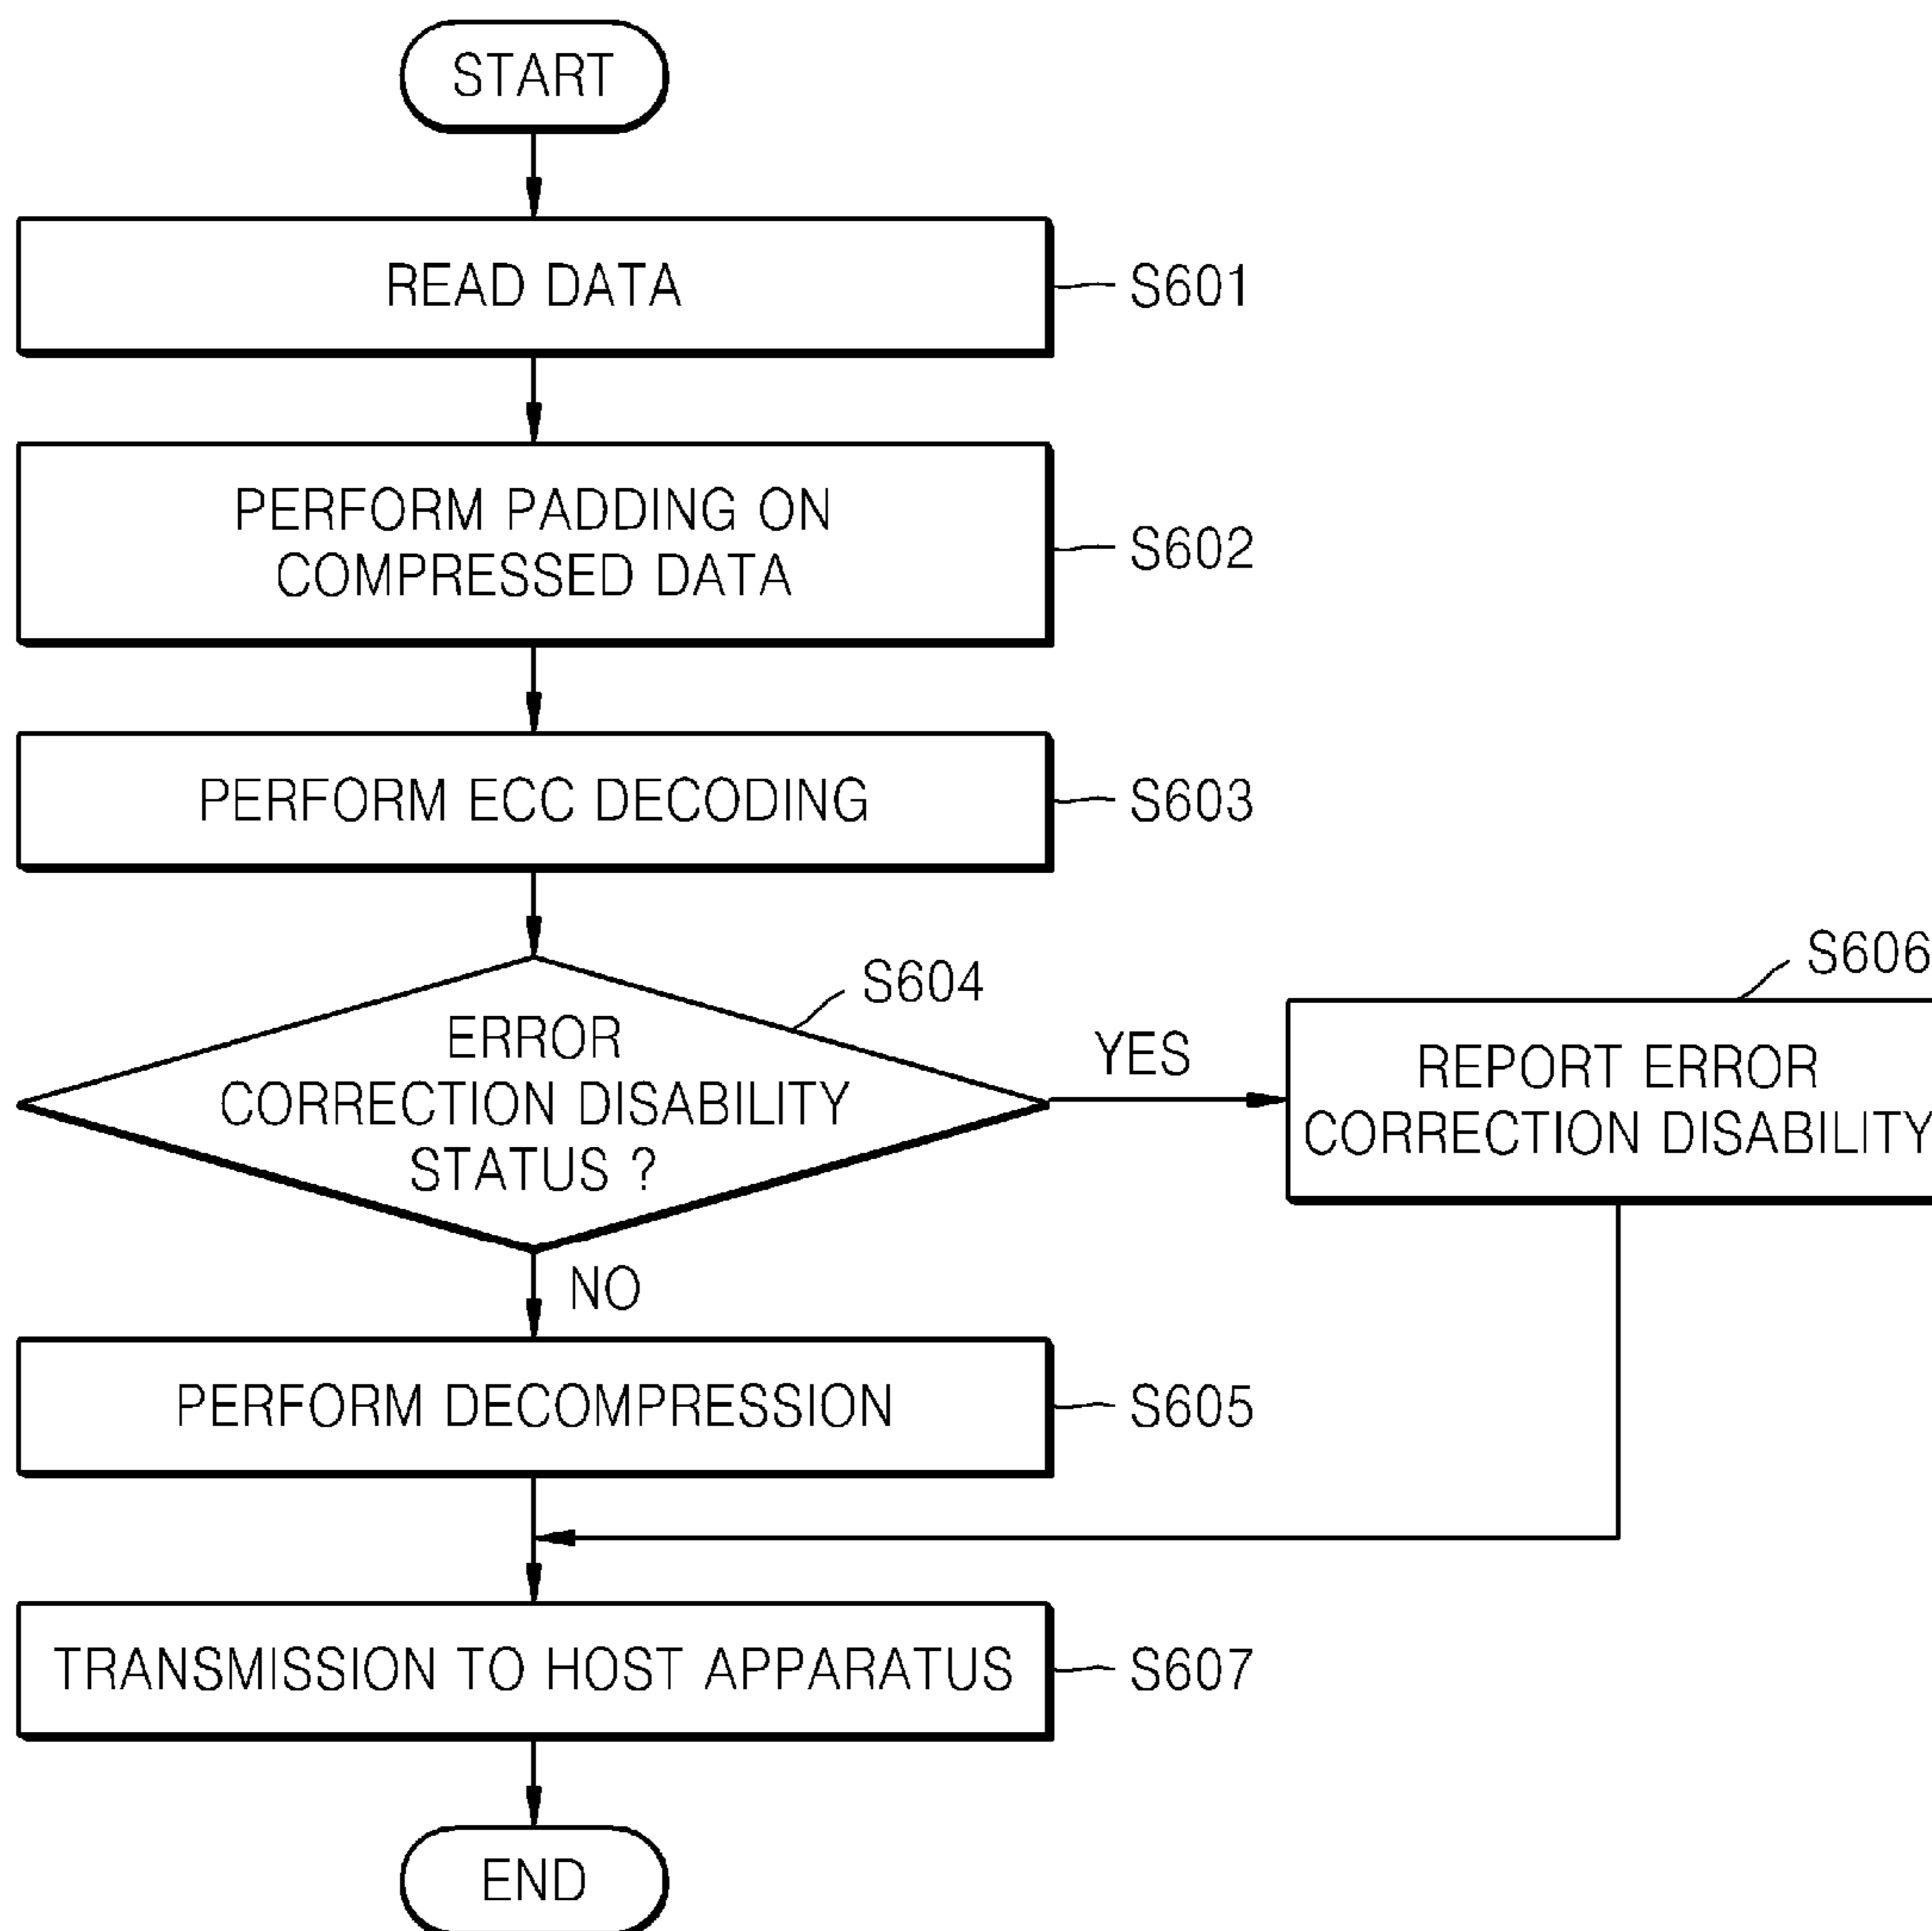 START
READ DATA
S601
PERFORM PADDING ON
COMPRESSED DATA
S602
PERFORM ECC DECODING
S603
S604
ERROR
CORRECTION DISABILITY
STATUS ?
YES
S606
REPORT ERROR
CORRECTION DISABILITY
NO
PERFORM DECOMPRESSION
S605
TRANSMISSION TO HOST APPARATUS
S607
END